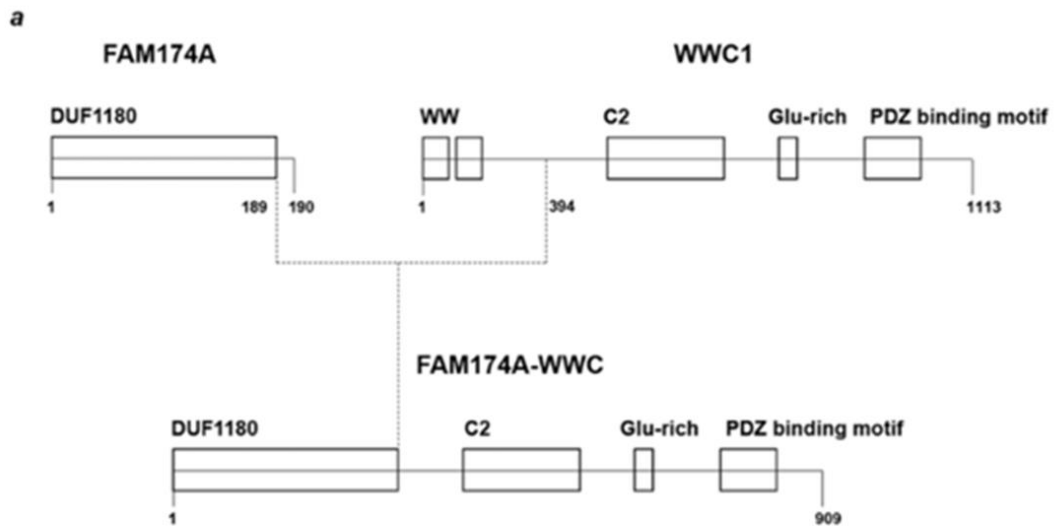 a
FAM174A WWC1
DUF1180 WW C2 Glu-rich PDZ binding motif
1 189 190 1 394 1113
FAM174A-WWC
DUF1180 C2 Glu-rich PDZ binding motif
1 909